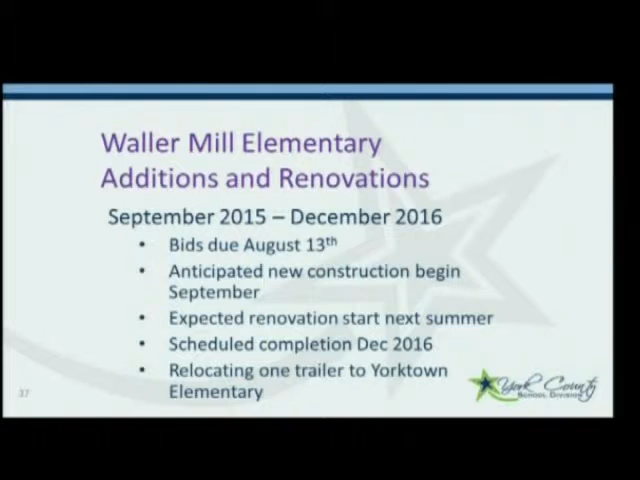 Waller Mill Elementary
Additions and Renovations
September 2015 – December 2016
• Bids due August 13th
• Anticipated new construction begin
September
• Expected renovation start next summer
• Scheduled completion Dec 2016
• Relocating one trailer to Yorktown
Elementary
37
York County
SCHOOL DIVISION